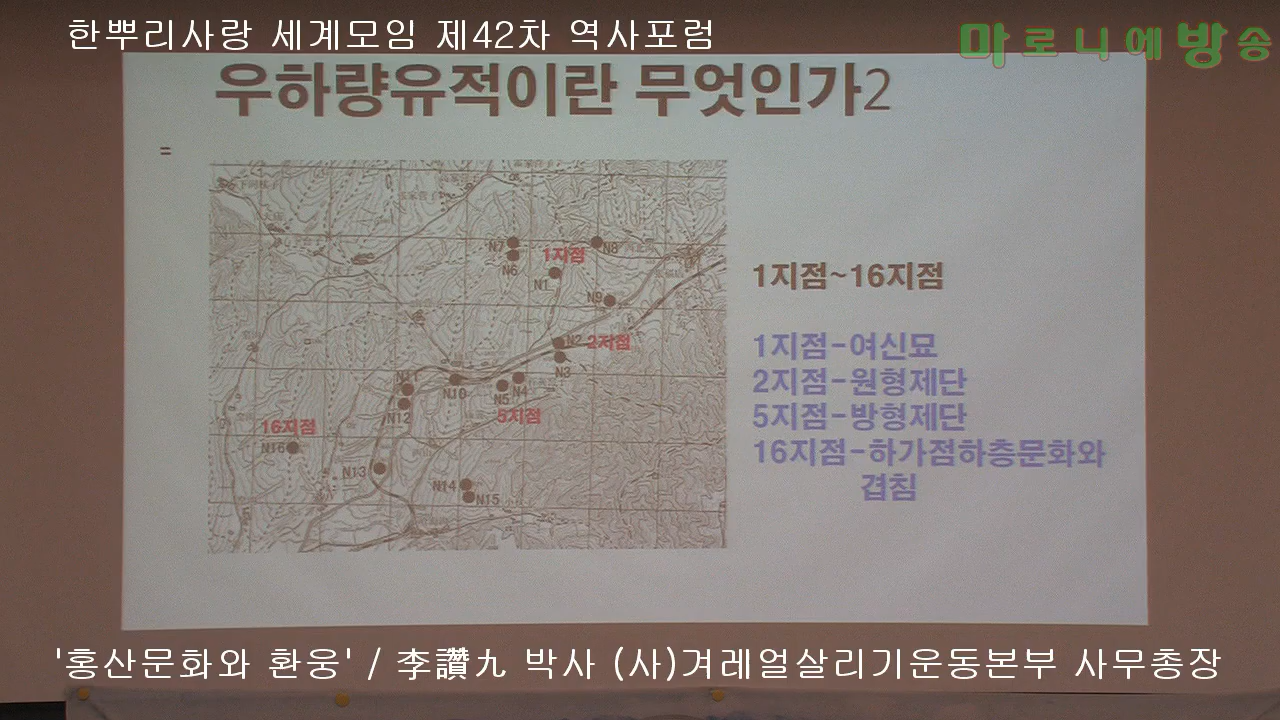 한뿌리사랑 세계모임 제42차 역사포럼
마로니에방송
우하량유적이란 무엇인가2
=
N7
N6
1지점
N1
N8
N9
N2
2지점
N3
N4
N5
5지점
N10
N11
N12
16지점
N16
N13
N14
N15
1지점~16지점
1지점-여신묘
2지점-원형제단
5지점-방형제단
16지점-하가점하층문화와
겹침
'홍산문화와 환웅' / 李讚九 박사 (사)겨레얼살리기운동본부 사무총장